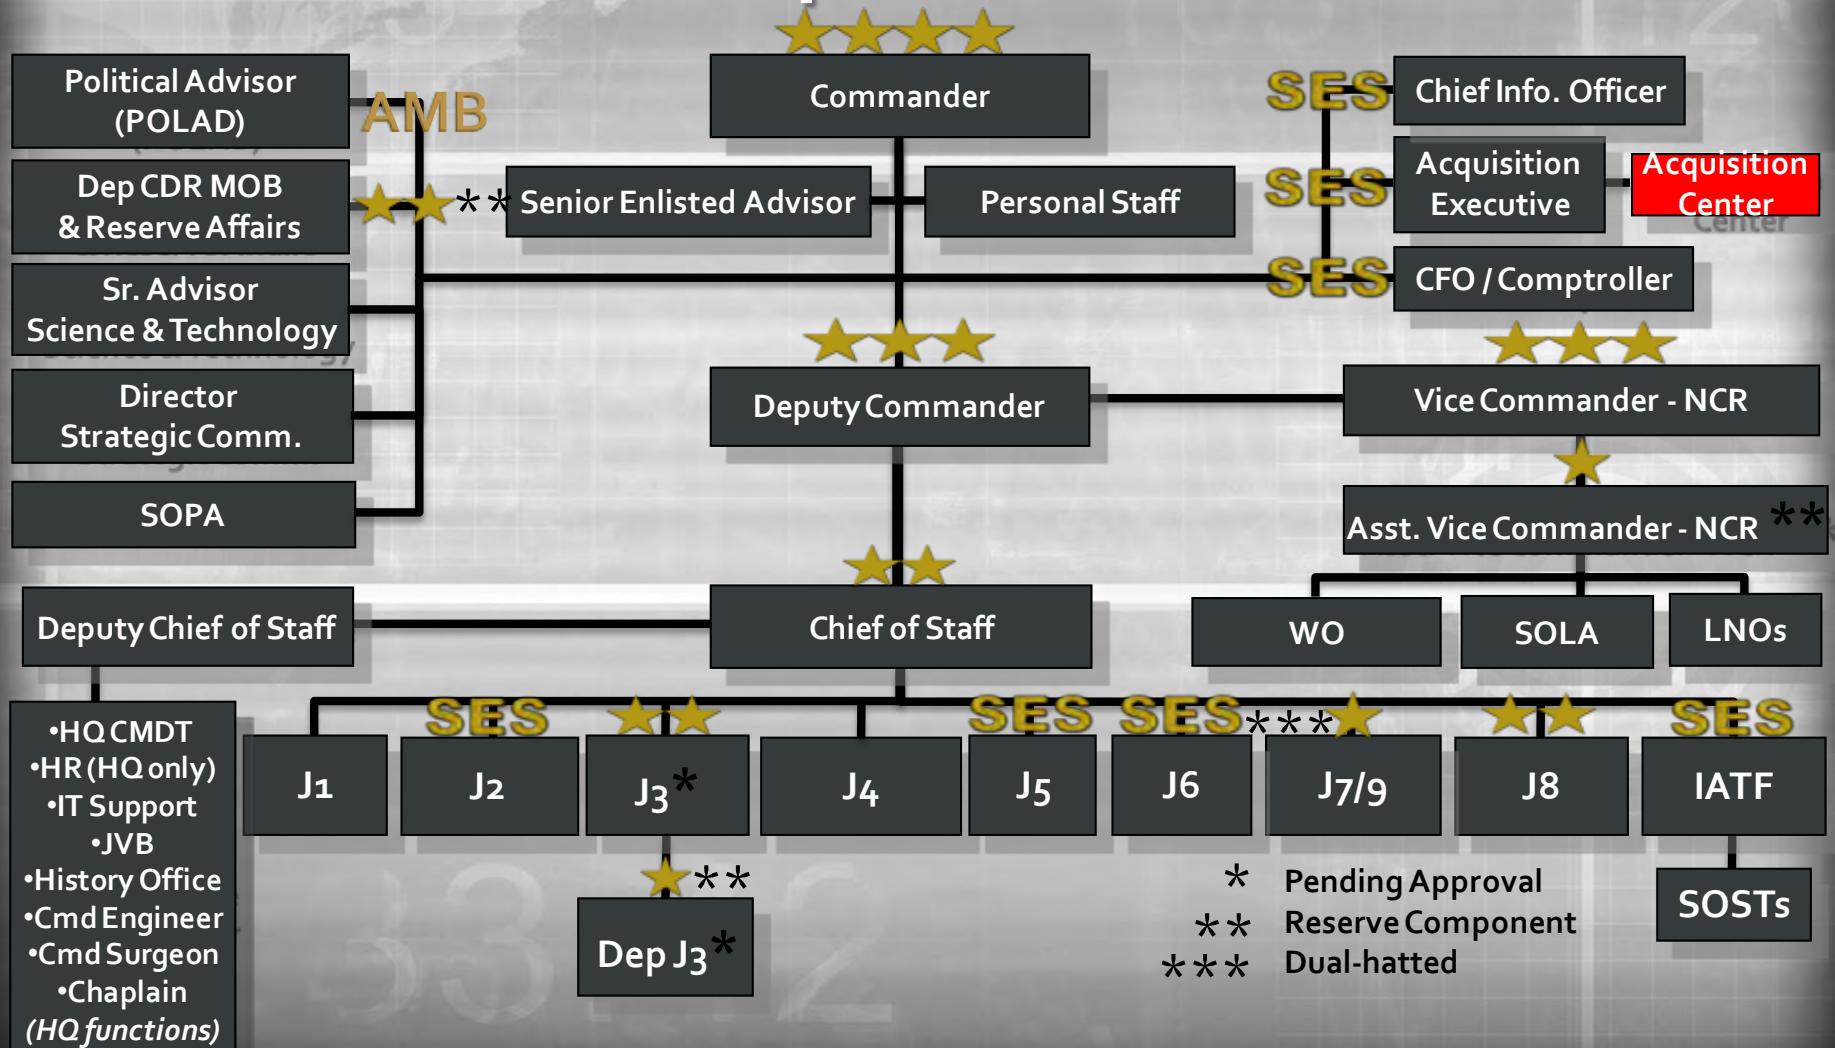 Commander
Political Advisor
(POLAD)
AMB
SES
Chief Info. Officer
Dep CDR MOB
& Reserve Affairs
**
Senior Enlisted Advisor
Personal Staff
SES
Acquisition
Executive
Acquisition
Center
Sr. Advisor
Science & Technology
SES
CFO / Comptroller
Director
Strategic Comm.
Deputy Commander
Vice Commander - NCR
SOPA
Asst. Vice Commander - NCR **
Deputy Chief of Staff
Chief of Staff
WO
SOLA
LNOs
•HQ CMDT
•HR (HQ only)
•IT Support
•JVB
•History Office
•Cmd Engineer
•Cmd Surgeon
•Chaplain
(HQ functions)
J1
SES
J2
J3*
J4
SES
J5
SES
J6
***
J7/9
J8
SES
IATF
**
Dep J3*
SOSTs
* Pending Approval
** Reserve Component
*** Dual-hatted